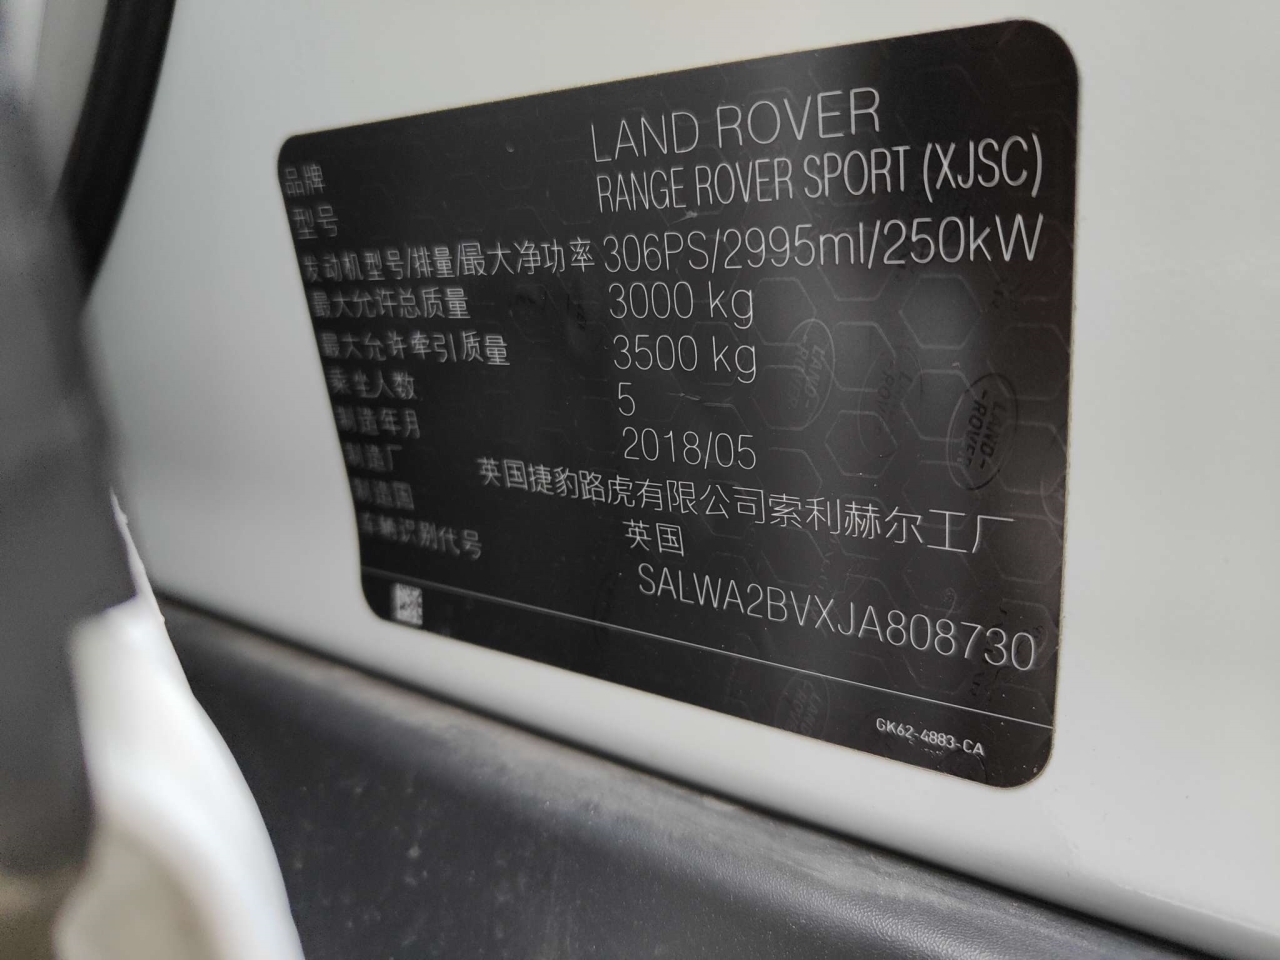 品牌 LAND ROVER
型号 RANGE ROVER SPORT (XJSC)
发动机型号/排量/最大净功率 306PS/2995ml/250kW
最大允许总质量 3000 kg
最大允许牵引质量 3500 kg
乘坐人数 5
制造年月 2018/05
制造厂 英国捷豹路虎有限公司索利赫尔工厂
制造国 英国
车辆识别代号 SALWA2BVXJA808730
GK62-4883-CA
LAND-
-ROVER